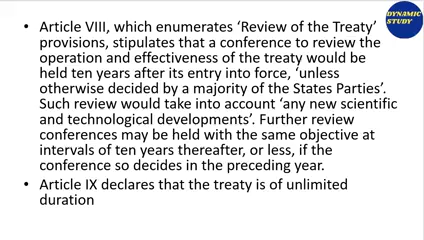 DYNAMIC
STUDY
• Article VIII, which enumerates ‘Review of the Treaty’
provisions, stipulates that a conference to review the
operation and effectiveness of the treaty would be
held ten years after its entry into force, ‘unless
otherwise decided by a majority of the States Parties’.
Such review would take into account ‘any new scientific
and technological developments’. Further review
conferences may be held with the same objective at
intervals of ten years thereafter, or less, if the
conference so decides in the preceding year.
• Article IX declares that the treaty is of unlimited
duration